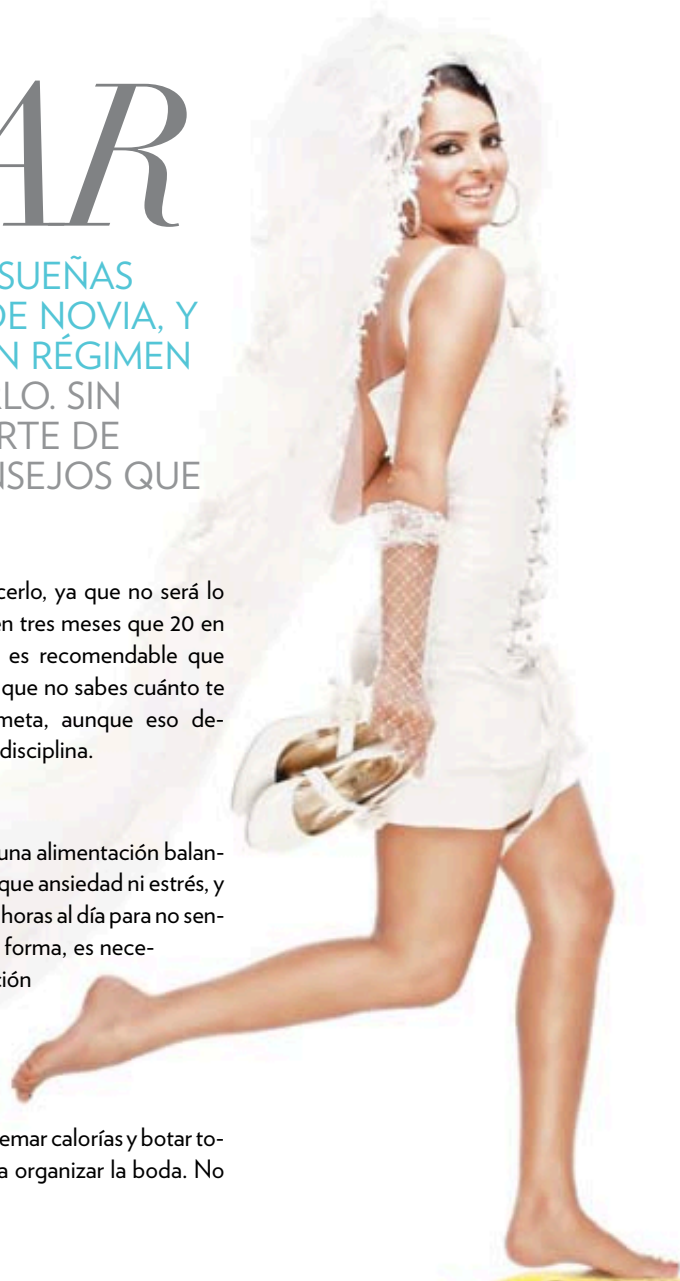 AR
SUEÑAS
DE NOVIA, Y
N RÉGIMEN
LO. SIN
RTE DE
NSEJOS QUE
cerlo, ya que no será lo
en tres meses que 20 en
es recomendable que
que no sabes cuánto te
meta, aunque eso de-
disciplina.
una alimentación balan-
que ansiedad ni estrés, y
horas al día para no sen-
forma, es nece-
ción
emar calorías y botar to-
a organizar la boda. No